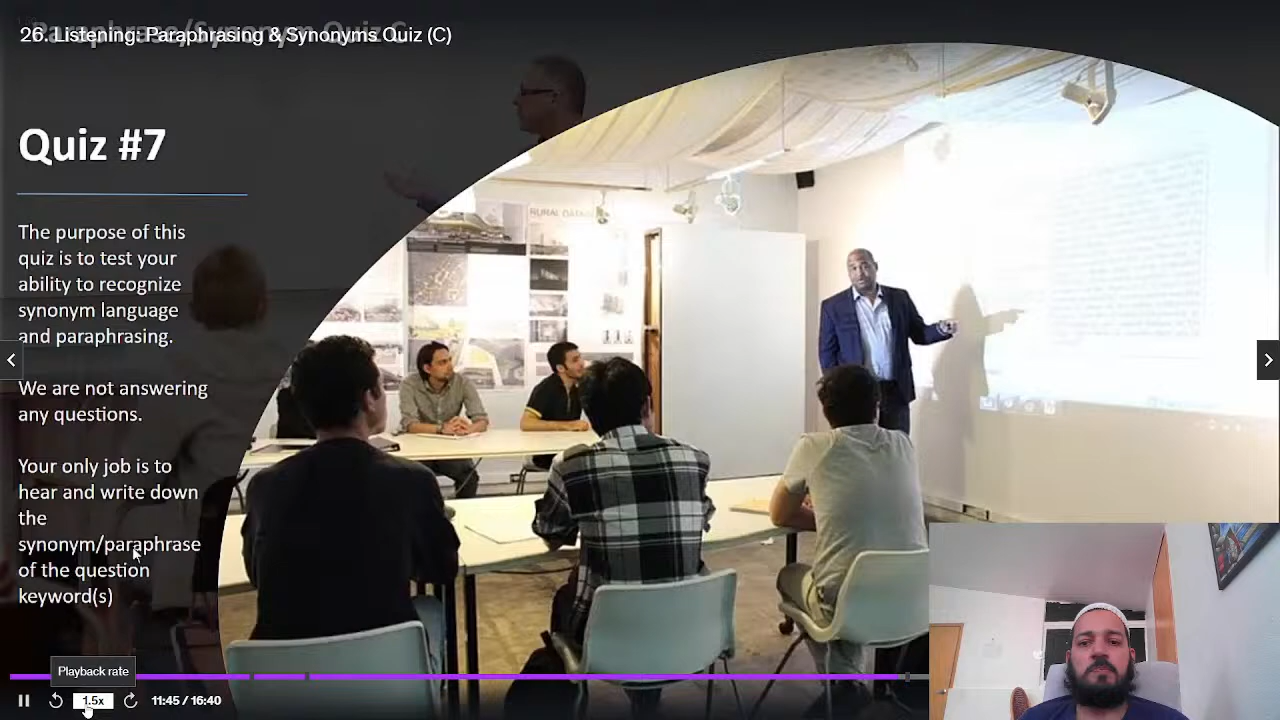 26. Listening: Paraphrasing & Synonyms Quiz (C)
Quiz #7
The purpose of this
quiz is to test your
ability to recognize
synonym language
and paraphrasing.
We are not answering
any questions.
Your only job is to
hear and write down
the
synonym/paraphrase
of the question
keyword(s)
RURAL DATA
Playback rate
1.5x
11:45 / 16:40